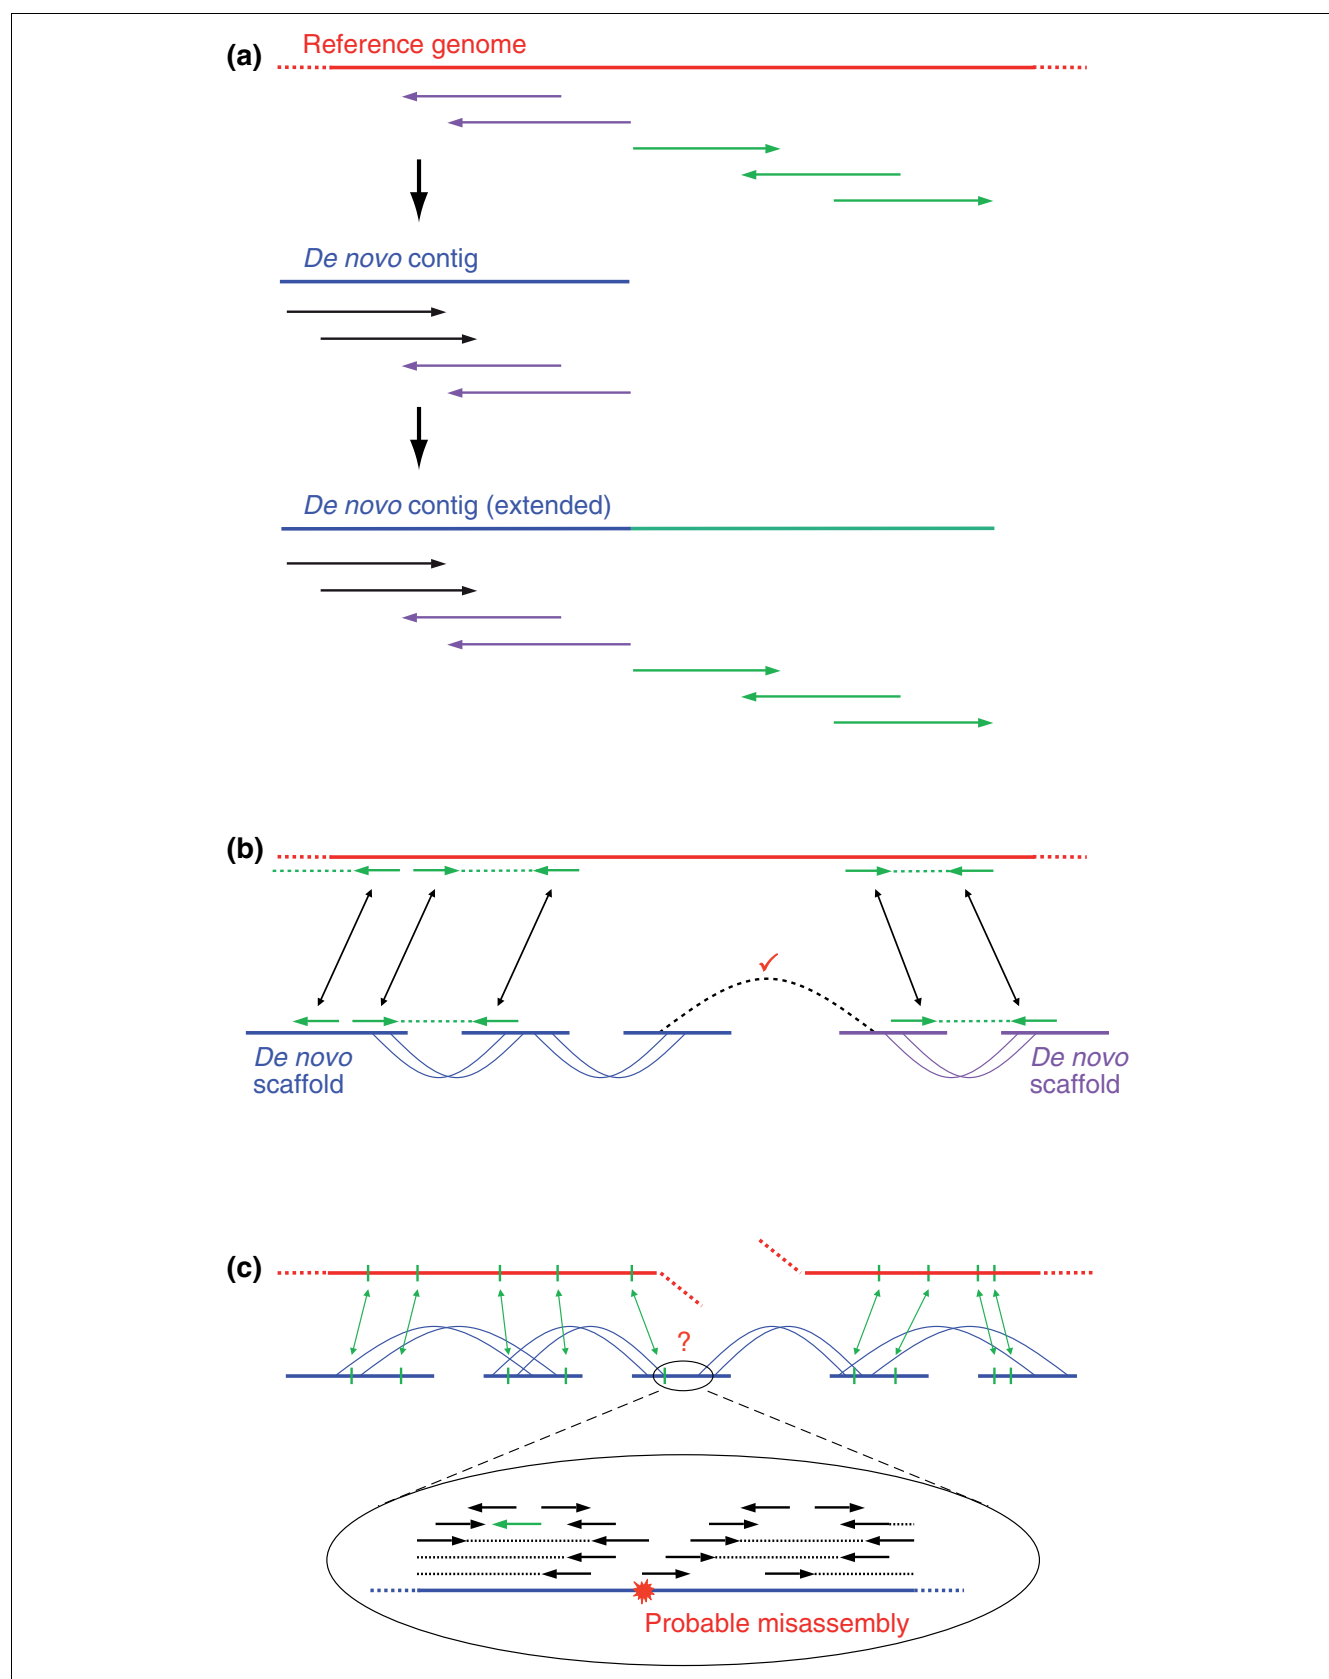 (a)
Reference genome
De novo contig
De novo contig (extended)
(b)
✓
De novo
scaffold
De novo
scaffold
(c)
?
Probable misassembly